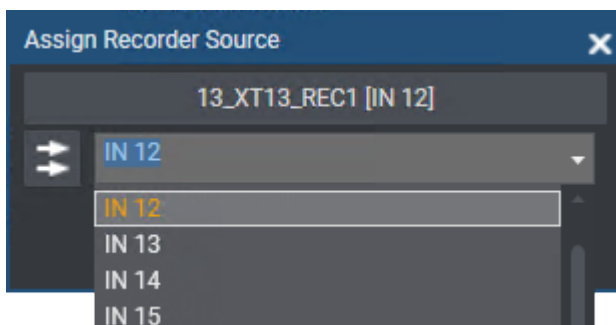 Assign Recorder Source
13_XT13_REC1 [IN 12]
IN 12
IN 12
IN 13
IN 14
IN 15